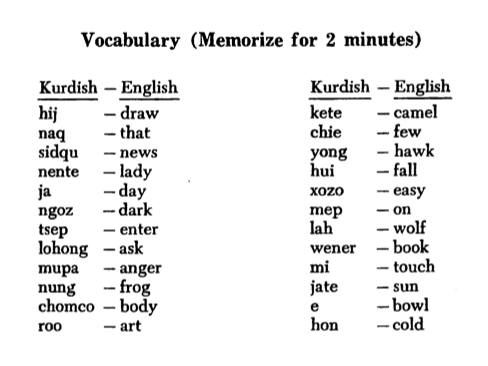 Vocabulary (Memorize for 2 minutes)
Kurdish – English
hij – draw
naq – that
sidqu – news
nente – lady
ja – day
ngoz – dark
tsep – enter
lohong – ask
mupa – anger
nung – frog
chomco – body
roo – art
Kurdish – English
kete – camel
chie – few
yong – hawk
hui – fall
xozo – easy
mep – on
lah – wolf
wener – book
mi – touch
jate – sun
e – bowl
hon – cold